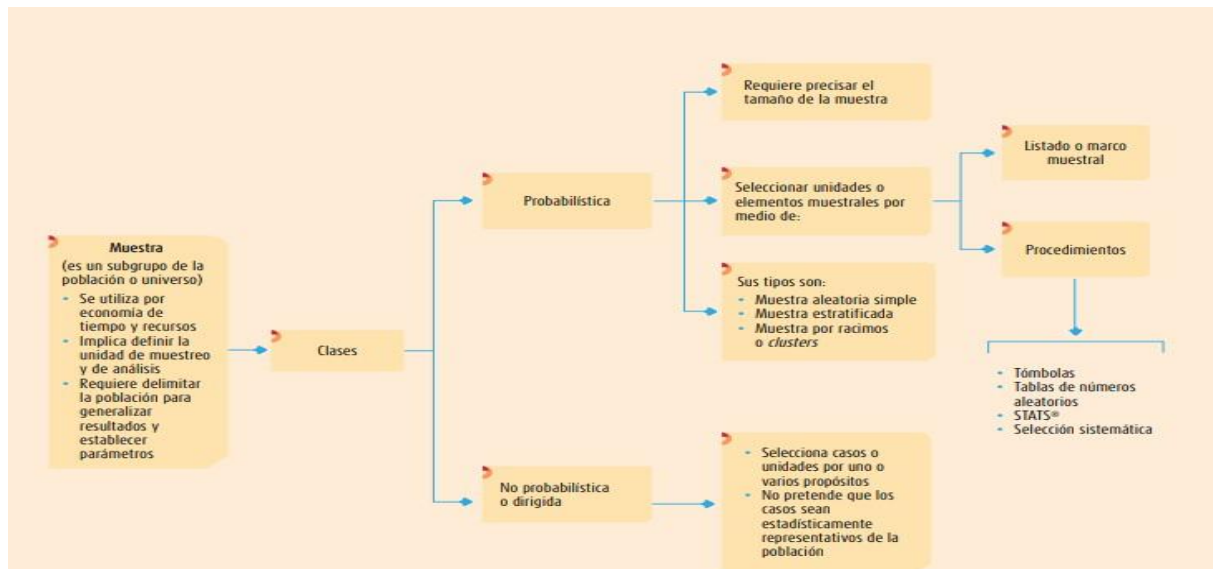 Muestra
(es un subgrupo de la
población o universo)
- Se utiliza por
economía de
tiempo y recursos
- Implica definir la
unidad de muestreo
y de análisis
- Requiere delimitar
la población para
generalizar
resultados y
establecer
parámetros
Clases
Probabilística
Requiere precisar el
tamaño de la muestra
Seleccionar unidades o
elementos muestrales por
medio de:
Listado o marco
muestral
Procedimientos
- Tómbolas
- Tablas de números
aleatorios
- STATS®
- Selección sistemática
Sus tipos son:
- Muestra aleatoria simple
- Muestra estratificada
- Muestra por racimos
o clusters
No probabilística
o dirigida
- Selecciona casos o
unidades por uno o
varios propósitos
- No pretende que los
casos sean
estadísticamente
representativos de la
población